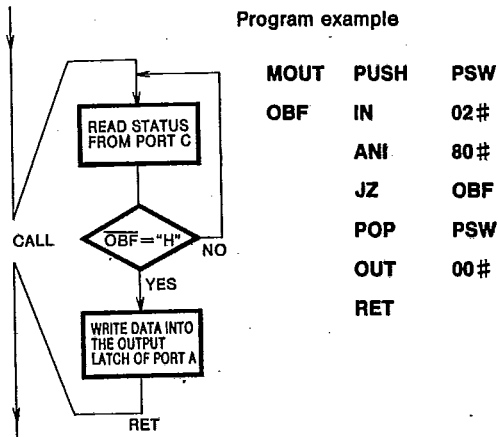 Program example
MOUT PUSH PSW
OBF IN 02#
ANI 80#
JZ OBF
POP PSW
OUT 00#
RET
READ STATUS
FROM PORT C
CALL
OBF="H"
NO
YES
WRITE DATA INTO
THE OUTPUT
LATCH OF PORT A
RET